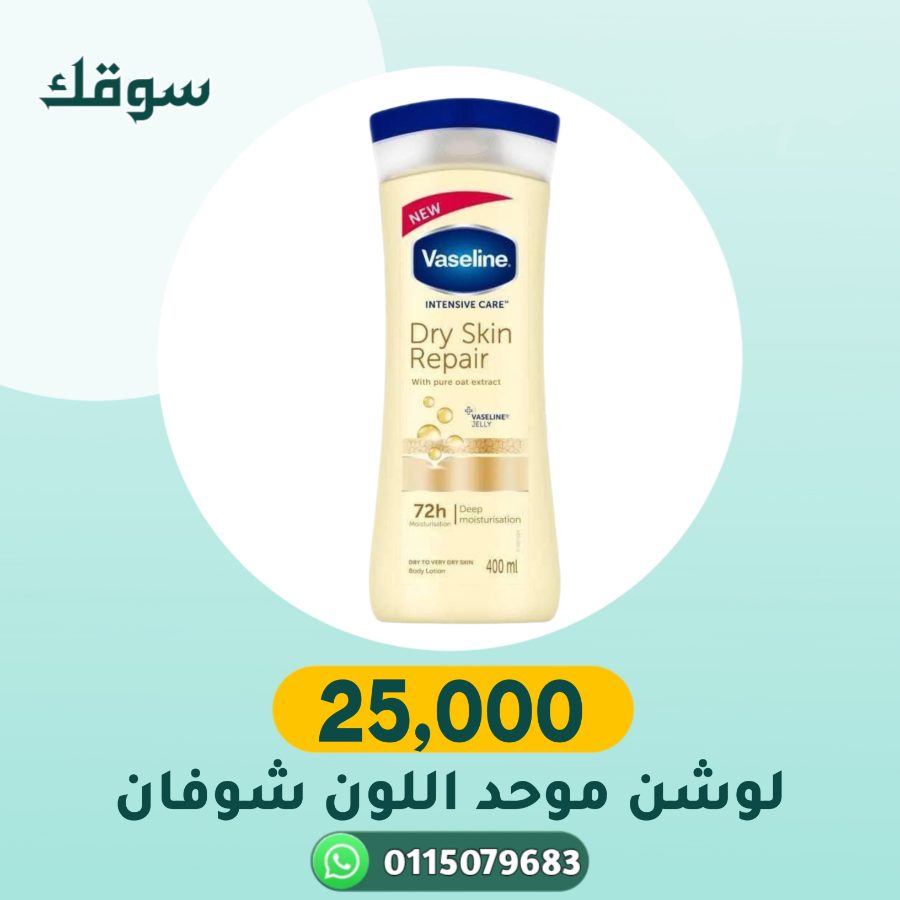 سوقك
NEW
Vaseline®
INTENSIVE CARE™
Dry Skin
Repair
With pure oat extract
VASELINE®
JELLY
72h
Moisturisation
Deep
moisturisation
DRY TO VERY DRY SKIN
Body Lotion
400 ml
25,000
لوشن موحد اللون شوفان
0115079683